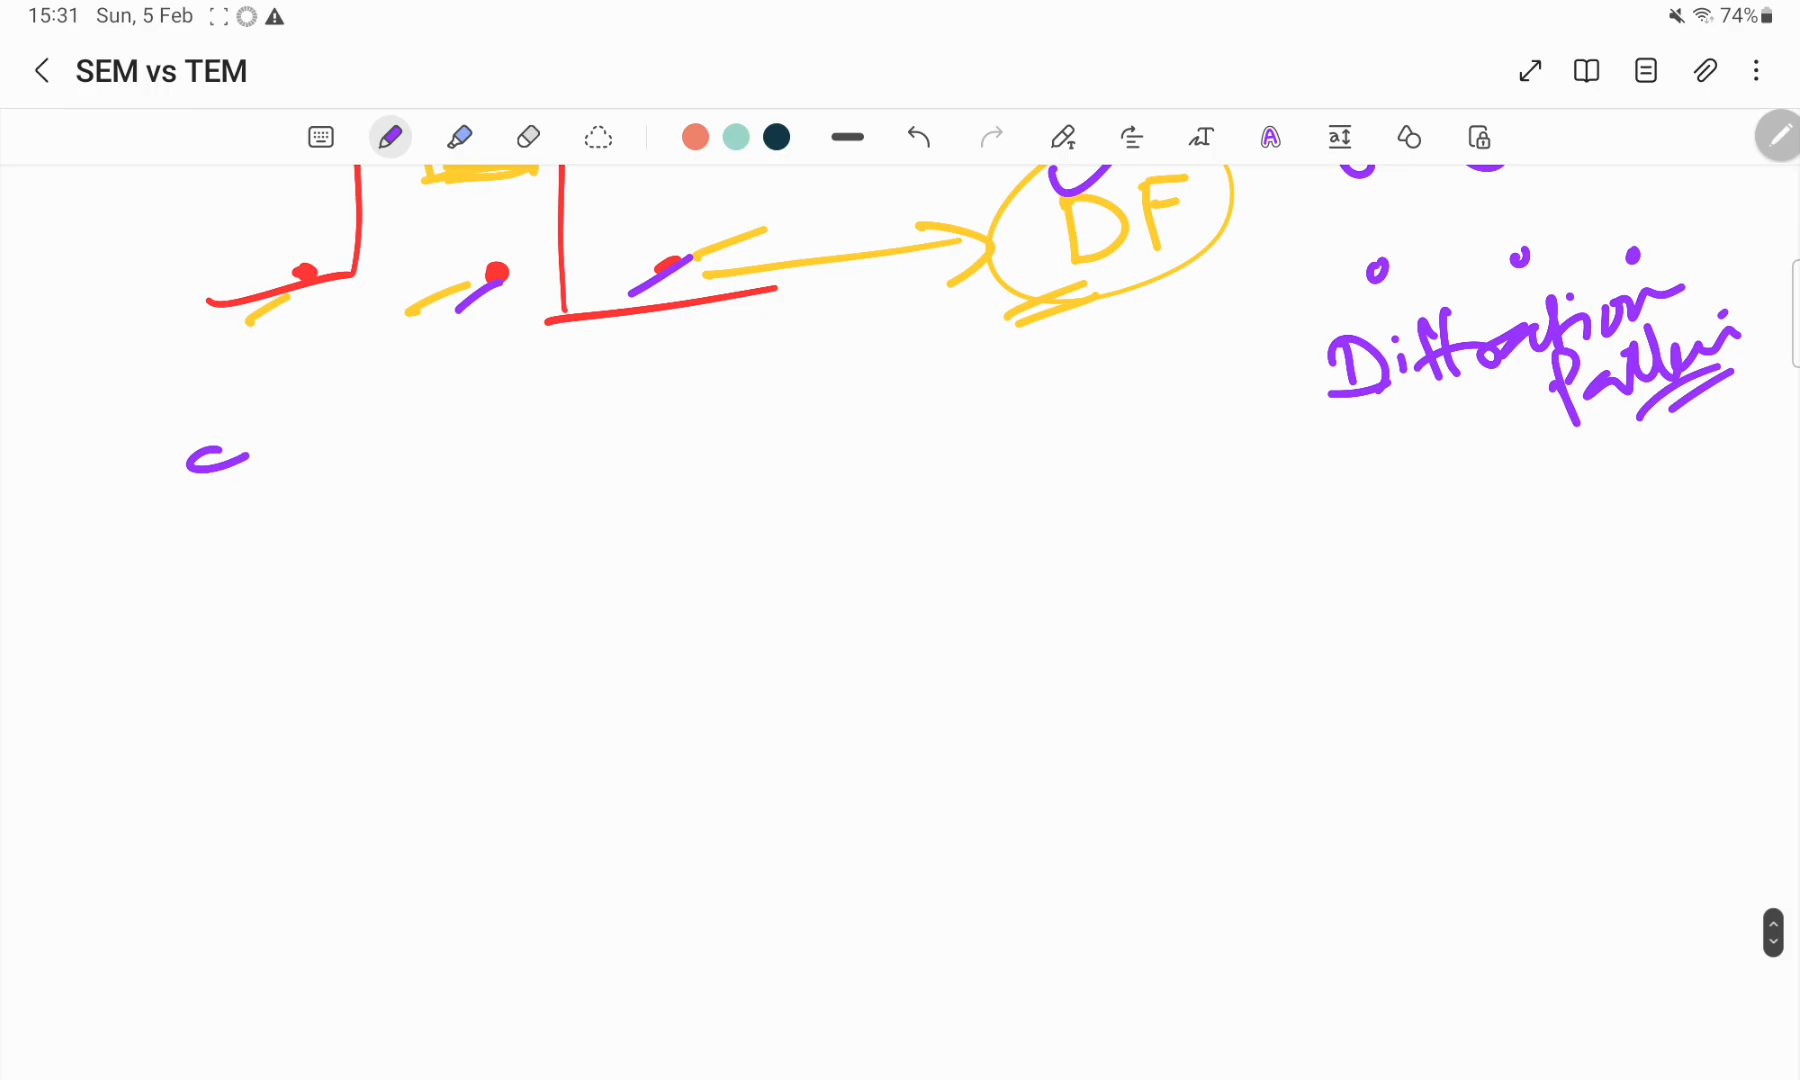 15:31 Sun, 5 Feb
74%
SEM vs TEM
DF
Diffraction
Pattern